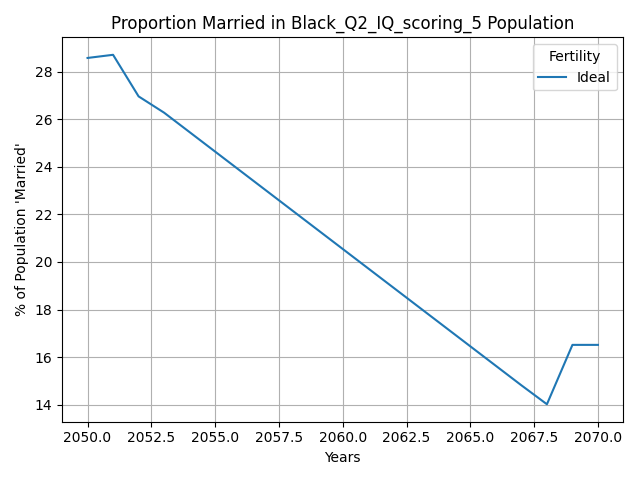 Proportion Married in Black_Q2_IQ_scoring_5 Population
Fertility
Ideal
% of Population 'Married'
28
26
24
22
20
18
16
14
2050.0 2052.5 2055.0 2057.5 2060.0 2062.5 2065.0 2067.5 2070.0
Years